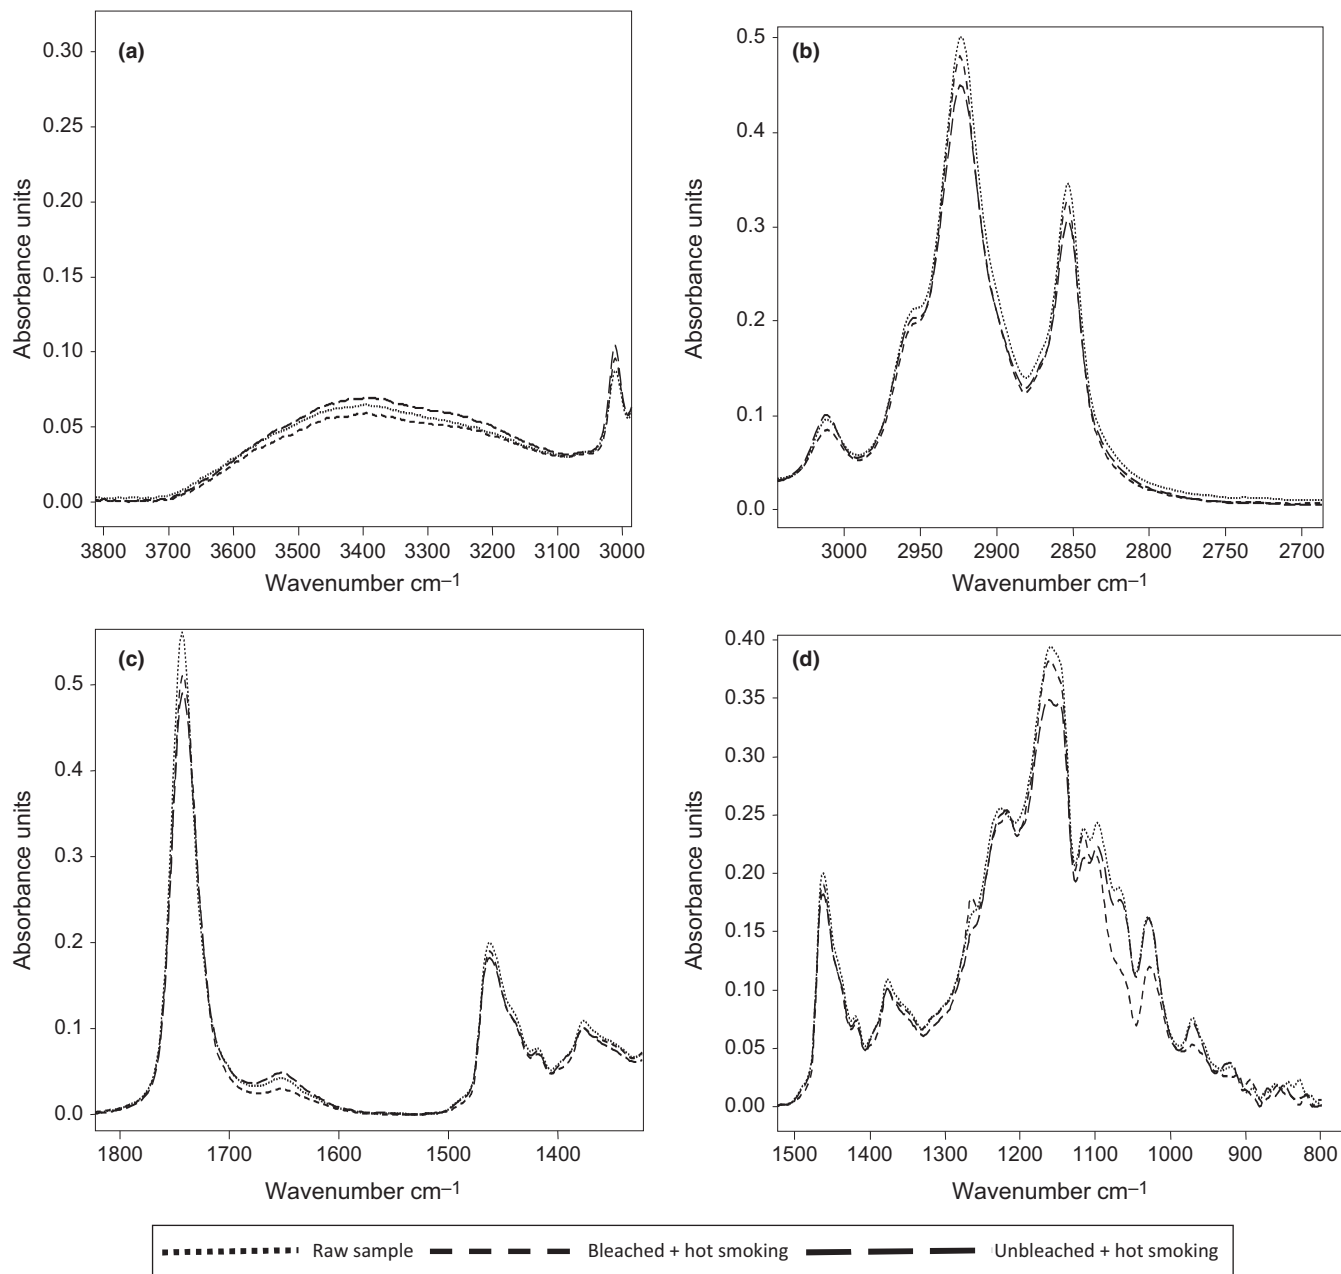 (a)
0.30
0.25
0.20
0.15
0.10
0.05
0.00
Absorbance units
3800 3700 3600 3500 3400 3300 3200 3100 3000
Wavenumber cm⁻¹
(b)
0.5
0.4
0.3
0.2
0.1
0.0
Absorbance units
3000 2950 2900 2850 2800 2750 2700
Wavenumber cm⁻¹
(c)
0.5
0.4
0.3
0.2
0.1
0.0
Absorbance units
1800 1700 1600 1500 1400
Wavenumber cm⁻¹
(d)
0.40
0.35
0.30
0.25
0.20
0.15
0.10
0.05
0.00
Absorbance units
1500 1400 1300 1200 1100 1000 900 800
Wavenumber cm⁻¹
Raw sample Bleached + hot smoking Unbleached + hot smoking